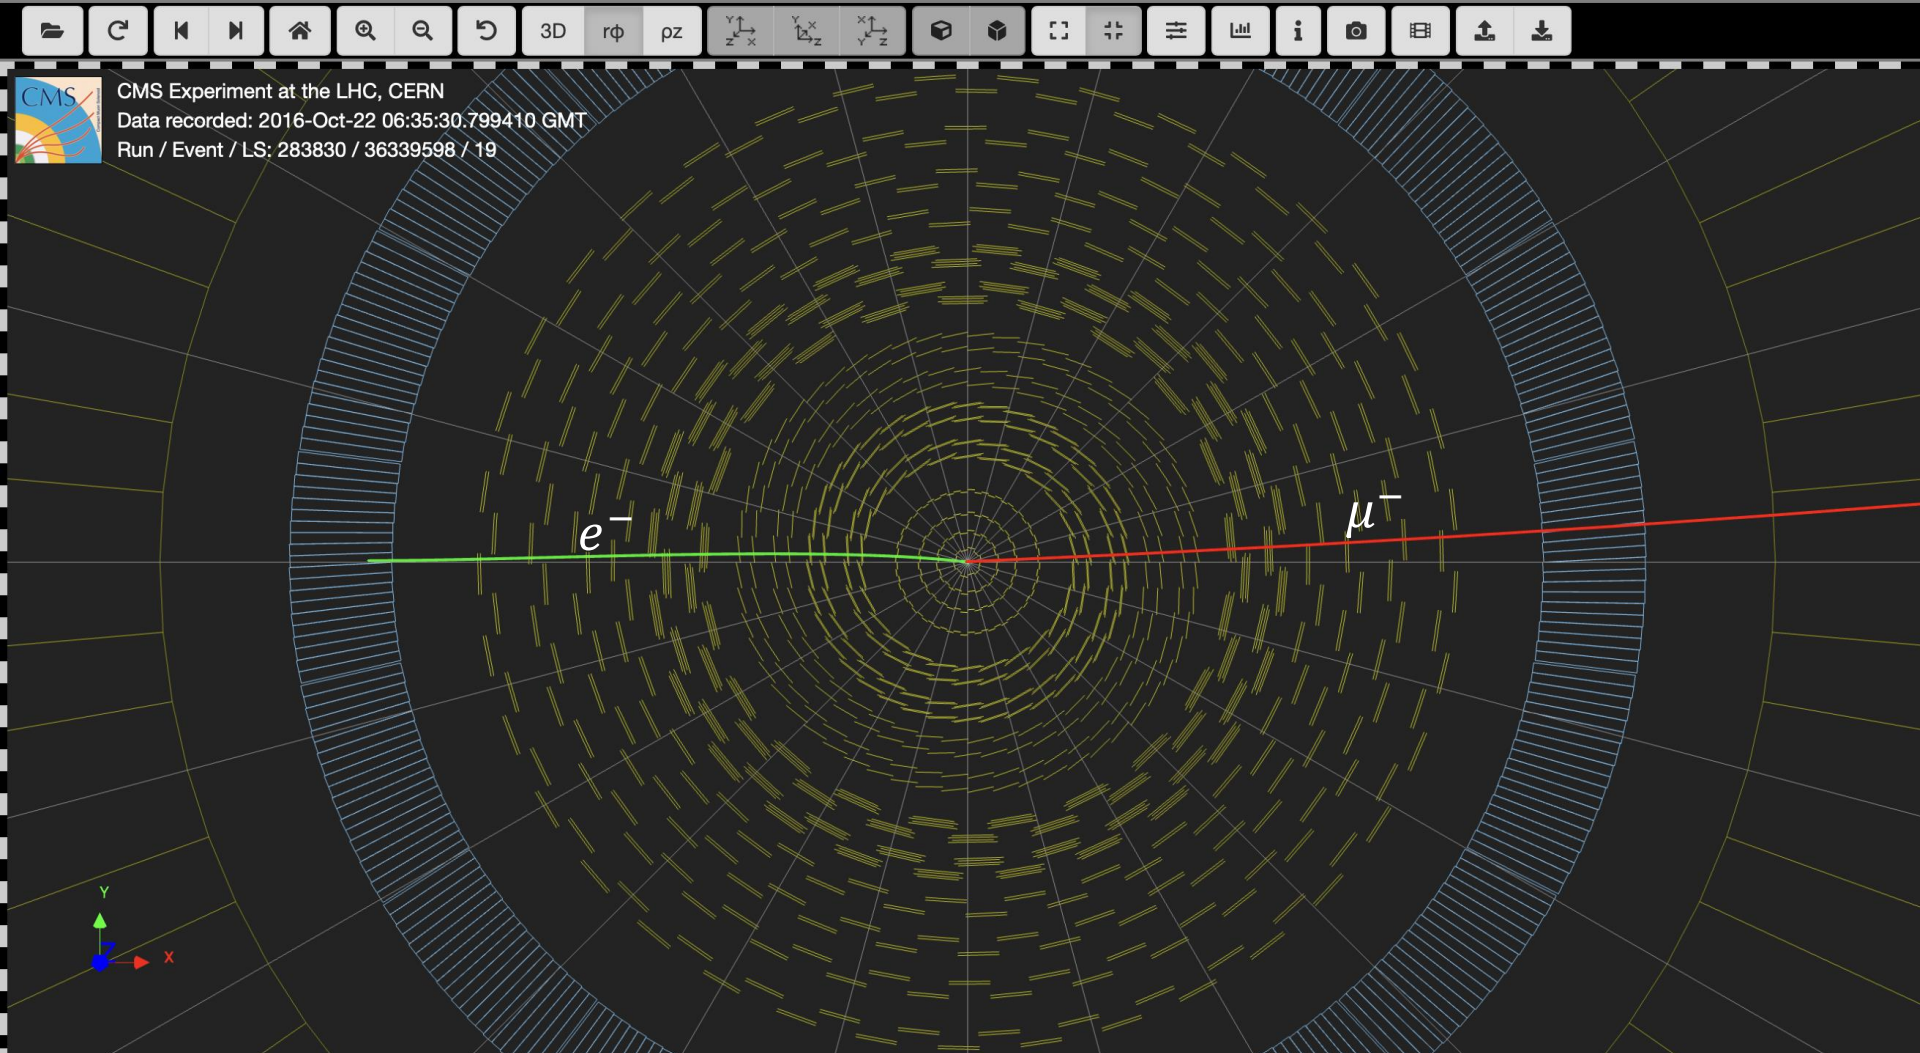 3D rφ ρz
CMS
CMS Experiment at the LHC, CERN
Data recorded: 2016-Oct-22 06:35:30.799410 GMT
Run / Event / LS: 283830 / 36339598 / 19
e⁻
μ⁻
Y
Z
X